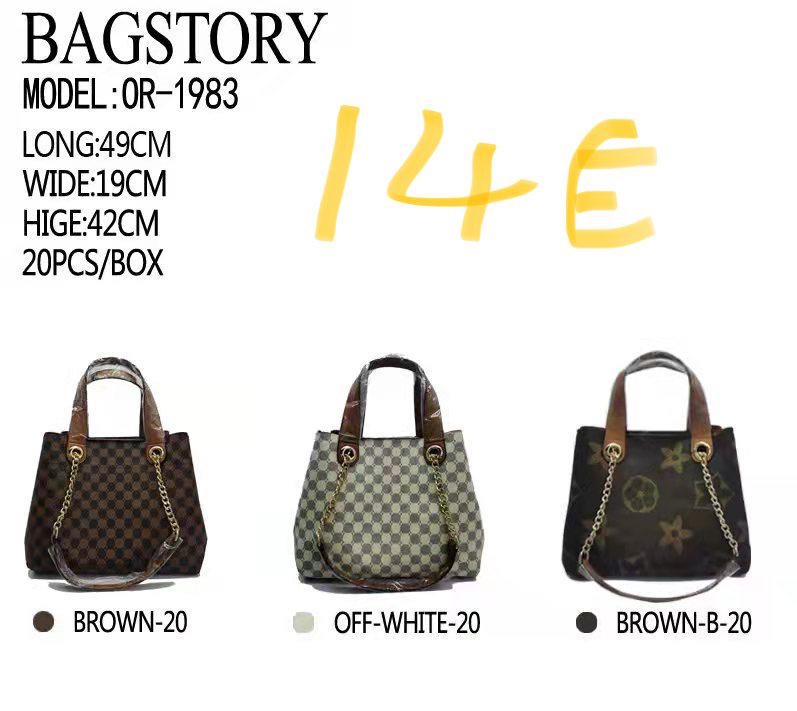 BAGSTORY
MODEL:OR-1983
LONG:49CM
WIDE:19CM
HIGE:42CM
20PCS/BOX
14E
BROWN-20
OFF-WHITE-20
BROWN-B-20